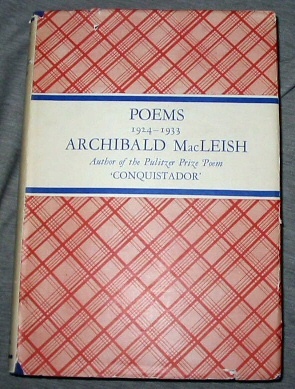 POEMS
1924-1933
ARCHIBALD MacLEISH
Author of the Pulitzer Prize Poem
'CONQUISTADOR'